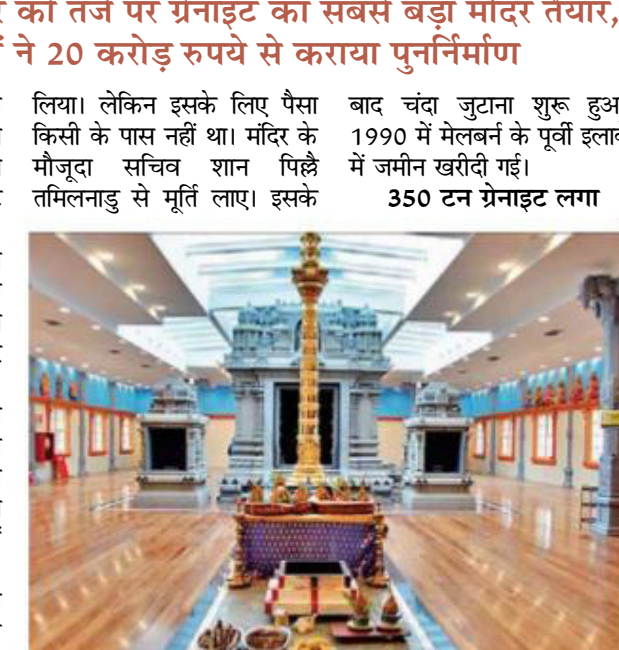 की तर्ज पर ग्रेनाइट का सबसे बड़ा मंदिर तैयार,
ने 20 करोड़ रुपये से कराया पुनर्निर्माण
लिया। लेकिन इसके लिए पैसा
किसी के पास नहीं था। मंदिर के
मौजूदा सचिव शान पिल्लै
तमिलनाडु से मूर्ति लाए। इसके
बाद चंदा जुटाना शुरू
1990 में मेलबर्न के पूर्वी
में जमीन खरीदी गई।
350 टन ग्रेनाइट लगा